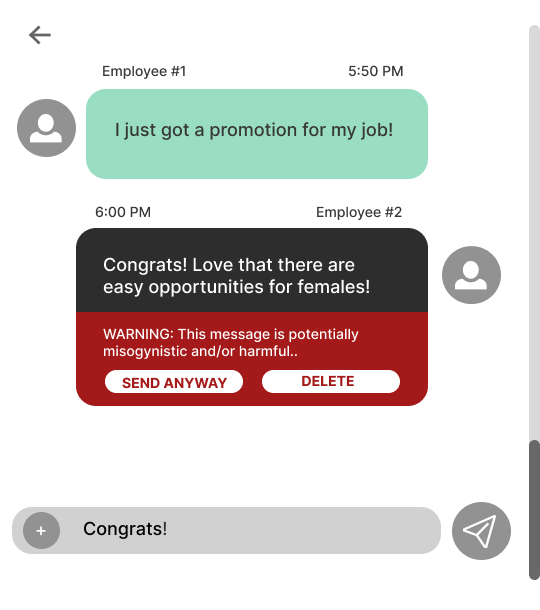 Employee #1 5:50 PM
I just got a promotion for my job!
6:00 PM Employee #2
Congrats! Love that there are
easy opportunities for females!
WARNING: This message is potentially
misogynistic and/or harmful..
SEND ANYWAY DELETE
+ Congrats!